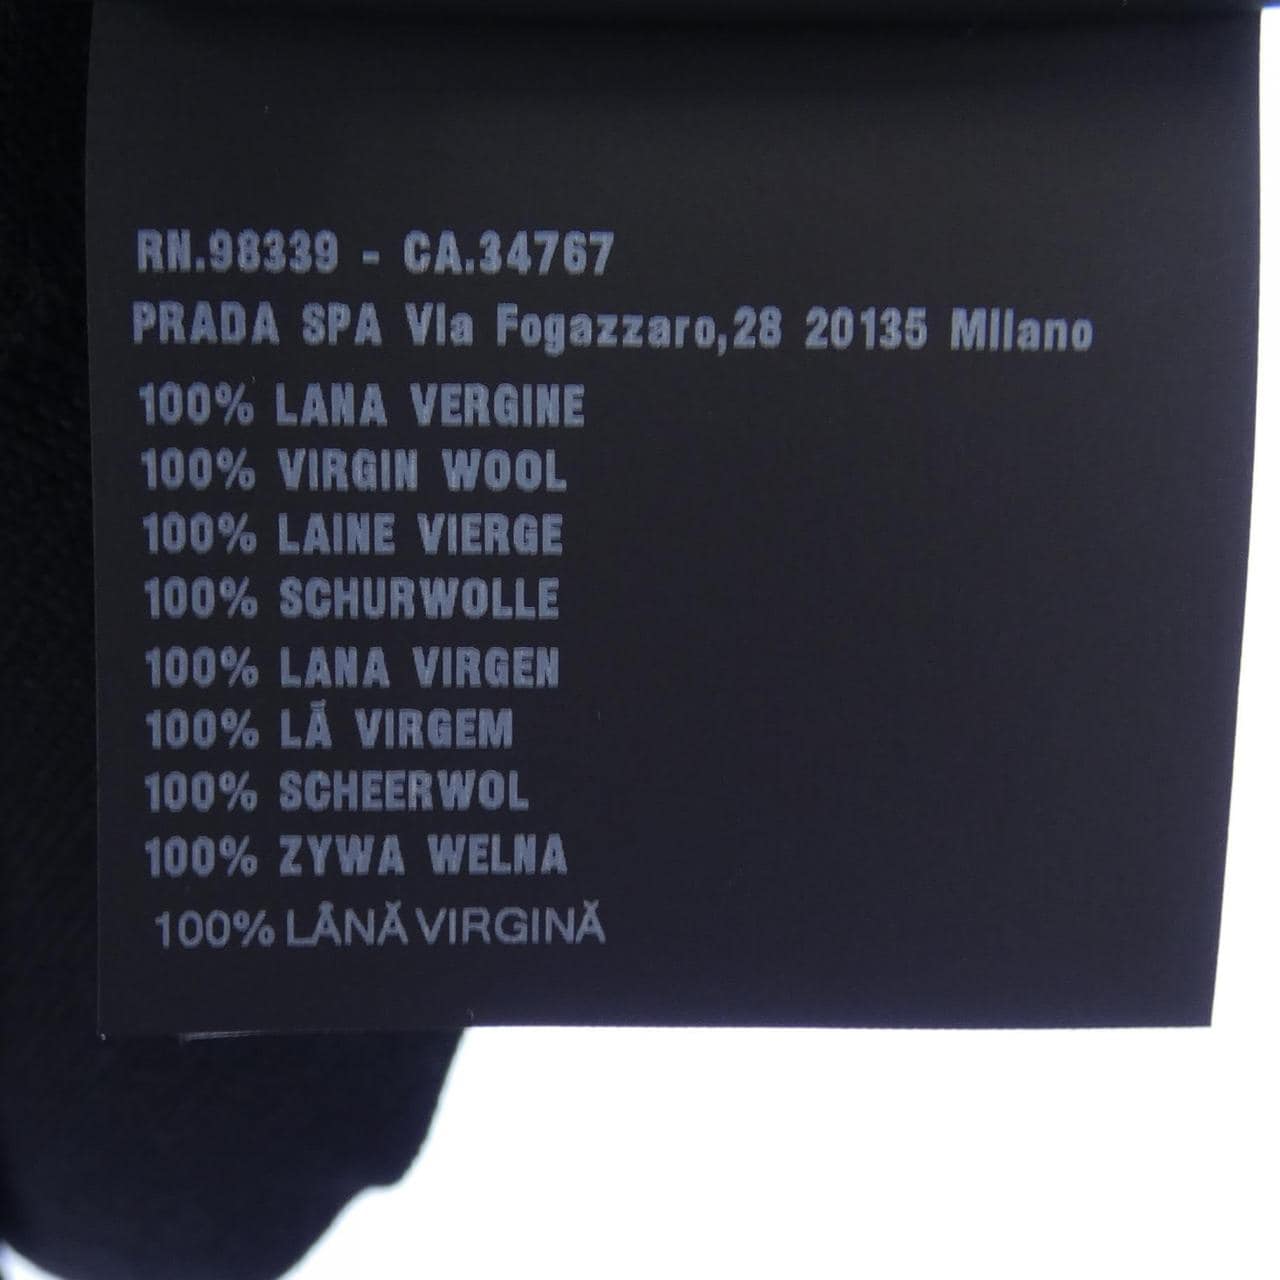 RN.98339 - CA.34767
PRADA SPA VIa Fogazzaro,28 20135 MIlano
100% LANA VERGINE
100% VIRGIN WOOL
100% LAINE VIERGE
100% SCHURWOLLE
100% LANA VIRGEN
100% LÃ VIRGEM
100% SCHEERWOL
100% ZYWA WELNA
100% LÂNĂ VIRGINĂ